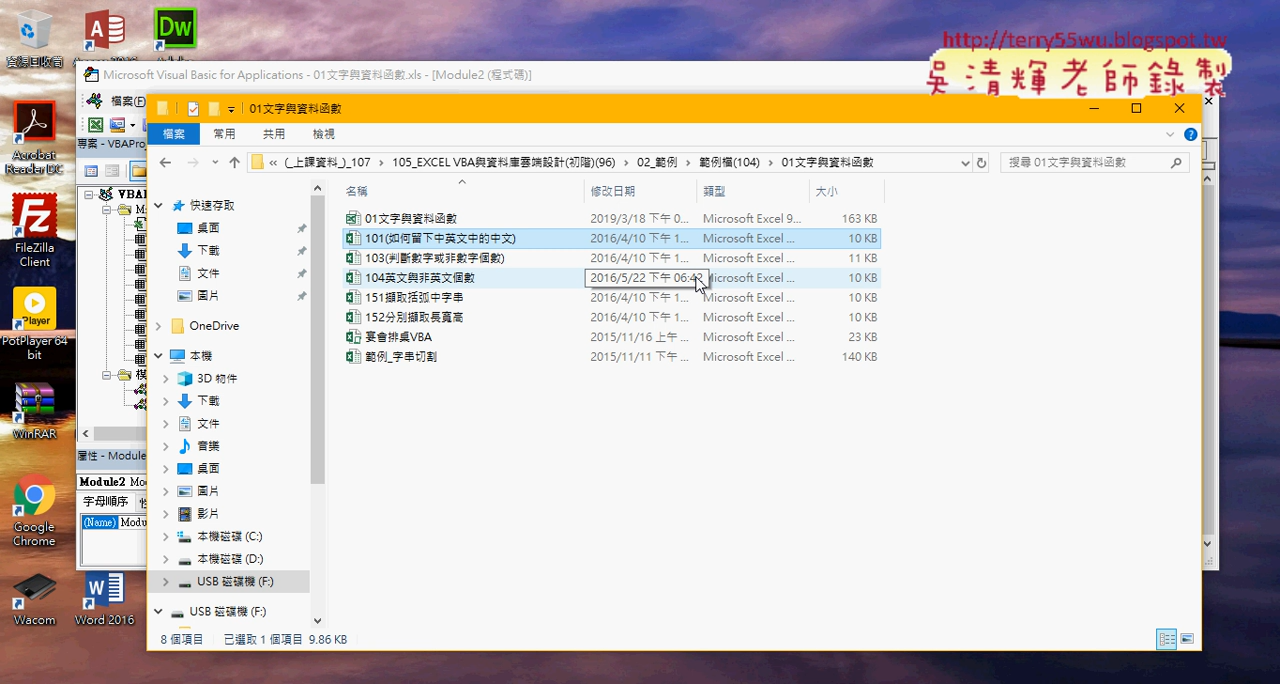 http://terry55wu.blogspot.tw
吳清輝老師錄製
資源回收筒
Acrobat
Reader DC
FileZilla
Client
Player
PotPlayer 64
bit
WinRAR
Google
Chrome
Wacom
Word 2016
Microsoft Visual Basic for Applications - 01文字與資料函數.xls - [Module2 (程式碼)]
檔案(F)
專案 - VBAProj
屬性 - Module
Module2 Mo
字母順序
(Name) Modu
01文字與資料函數
檔案 常用 共用 檢視
« (_上課資料_)_107 › 105_EXCEL VBA與資料庫雲端設計(初階)(96) › 02_範例 › 範例檔(104) › 01文字與資料函數
搜尋 01文字與資料函數
快速存取
桌面
下載
文件
圖片
OneDrive
本機
3D 物件
下載
文件
音樂
桌面
圖片
影片
本機磁碟 (C:)
本機磁碟 (D:)
USB 磁碟機 (F:)
USB 磁碟機 (F:)
名稱 修改日期 類型 大小
01文字與資料函數 2019/3/18 下午 0... Microsoft Excel 9... 163 KB
101(如何留下中英文中的中文) 2016/4/10 下午 1... Microsoft Excel ... 10 KB
103(判斷數字或非數字個數) 2016/4/10 下午 1... Microsoft Excel ... 11 KB
104英文與非英文個數 2016/5/22 下午 06:4 Microsoft Excel ... 10 KB
151擷取括弧中字串 2016/4/10 下午 1... Microsoft Excel ... 10 KB
152分別擷取長寬高 2016/4/10 下午 1... Microsoft Excel ... 10 KB
宴會排桌VBA 2015/11/16 上午 ... Microsoft Excel ... 23 KB
範例_字串切割 2015/11/11 下午 ... Microsoft Excel ... 140 KB
8 個項目 已選取 1 個項目 9.86 KB